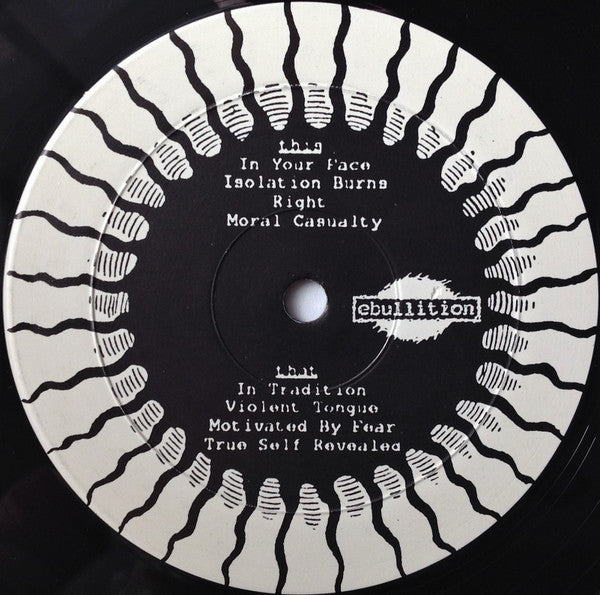 this
In Your Face
Isolation Burns
Right
Moral Casualty
ebullition
that
In Tradition
Violent Tongue
Motivated By Fear
True Self Revealed